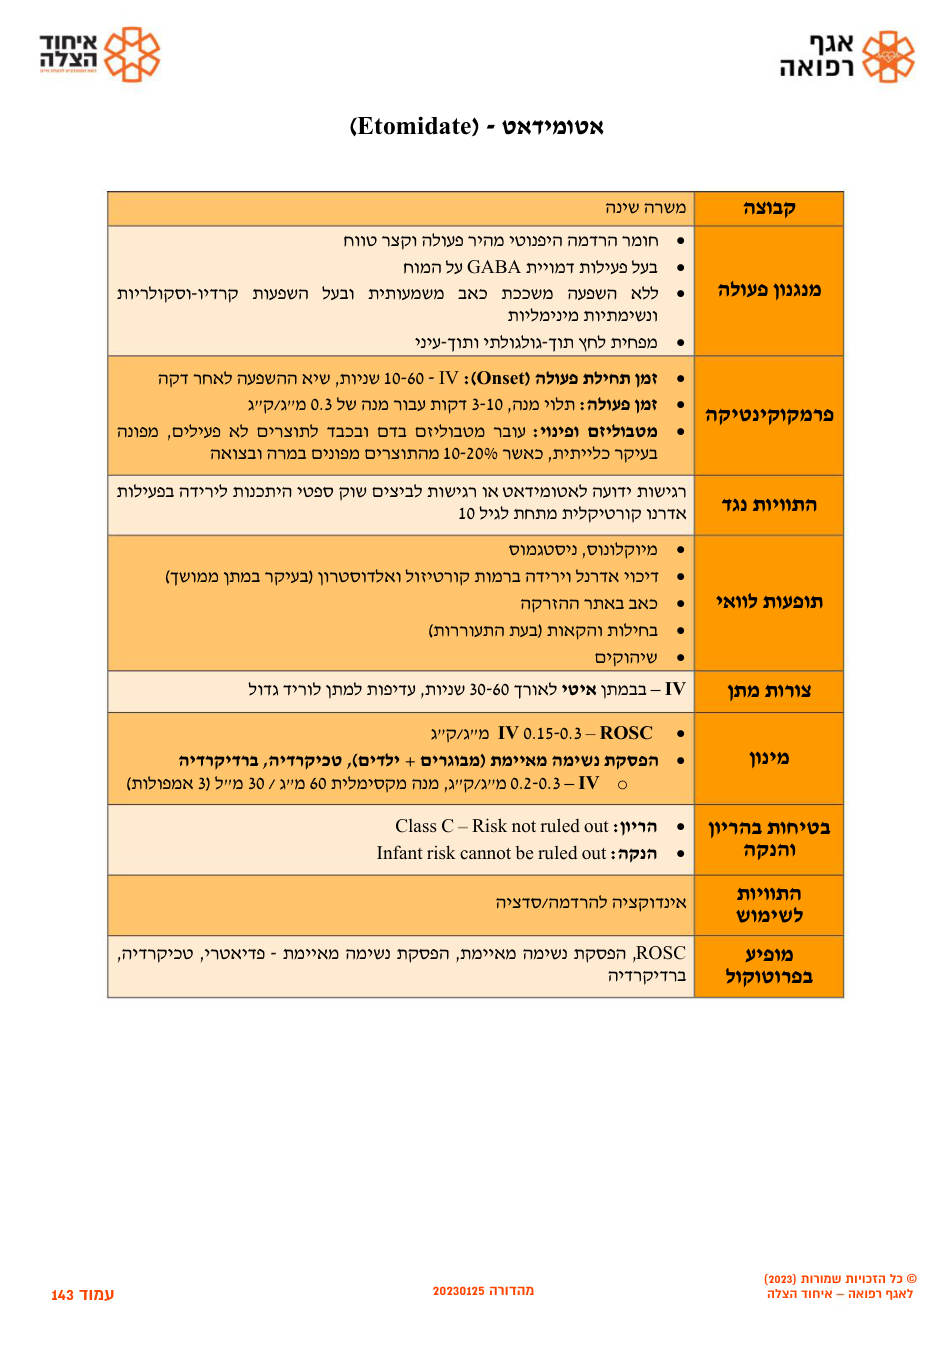 איחוד
הצלה
אגף
רפואה
אטומידאט - (Etomidate)
קבוצה
משרה שינה
מנגנון פעולה
• חומר הרדמה היפנוטי מהיר פעולה וקצר טווח
• בעל פעילות דמויית GABA על המוח
• ללא השפעה משככת כאב משמעותית ובעל השפעות קרדיו-וסקולריות
ונשימתיות מינימליות
• מפחית לחץ תוך-גולגולתי ותוך-עיני
פרמקוקינטיקה
• זמן תחילת פעולה (Onset): IV - 10-60 שניות, שיא ההשפעה לאחר דקה
• זמן פעולה: תלוי מנה, 3-10 דקות עבור מנה של 0.3 מ״ג/ק״ג
• מטבוליזם ופינוי: עובר מטבוליזם בדם ובכבד לתוצרים לא פעילים, מפונה
בעיקר כלייתית, כאשר 10-20% מהתוצרים מפונים במרה ובצואה
התוויות נגד
רגישות ידועה לאטומידאט או רגישות לביצים שוק ספטי היתכנות לירידה בפעילות
אדרנו קורטיקלית מתחת לגיל 10
תופעות לוואי
• מיוקלונוס, ניסטגמוס
• דיכוי אדרנל וירידה ברמות קורטיזול ואלדוסטרון (בעיקר במתן ממושך)
• כאב באתר ההזרקה
• בחילות והקאות (בעת התעוררות)
• שיהוקים
צורות מתן
IV – בבמתן איטי לאורך 30-60 שניות, עדיפות למתן לוריד גדול
מינון
• ROSC – IV 0.15-0.3 מ״ג/ק״ג
• הפסקת נשימה מאיימת (מבוגרים + ילדים), טכיקרדיה, ברדיקרדיה
○ IV – 0.2-0.3 מ״ג/ק״ג, מנה מקסימלית 60 מ״ג / 30 מ״ל (3 אמפולות)
בטיחות בהריון
והנקה
• הריון: Class C – Risk not ruled out
• הנקה: Infant risk cannot be ruled out
התוויות
לשימוש
אינדוקציה להרדמה/סדציה
מופיע
בפרוטוקול
ROSC, הפסקת נשימה מאיימת, הפסקת נשימה מאיימת - פדיאטרי, טכיקרדיה,
ברדיקרדיה
© כל הזכויות שמורות (2023)
לאגף רפואה – איחוד הצלה
מהדורה 20230125
עמוד 143